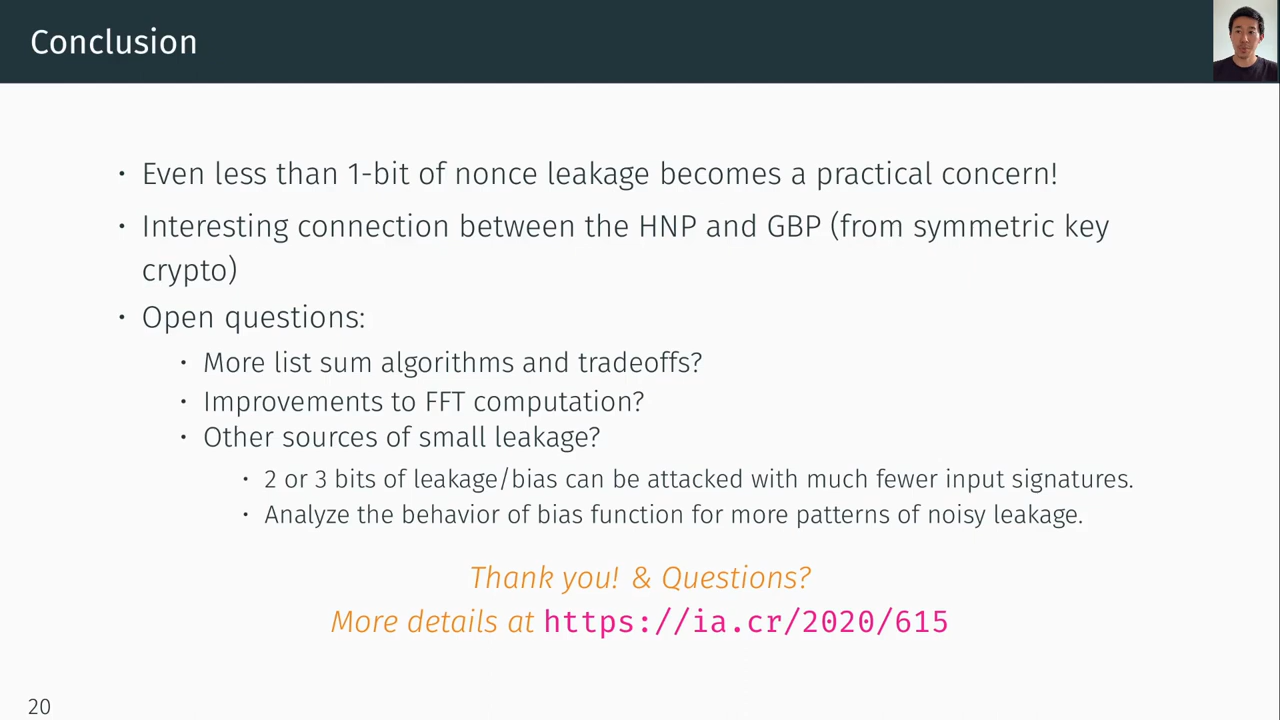 Conclusion
• Even less than 1-bit of nonce leakage becomes a practical concern!
• Interesting connection between the HNP and GBP (from symmetric key
crypto)
• Open questions:
• More list sum algorithms and tradeoffs?
• Improvements to FFT computation?
• Other sources of small leakage?
• 2 or 3 bits of leakage/bias can be attacked with much fewer input signatures.
• Analyze the behavior of bias function for more patterns of noisy leakage.
Thank you! & Questions?
More details at https://ia.cr/2020/615
20